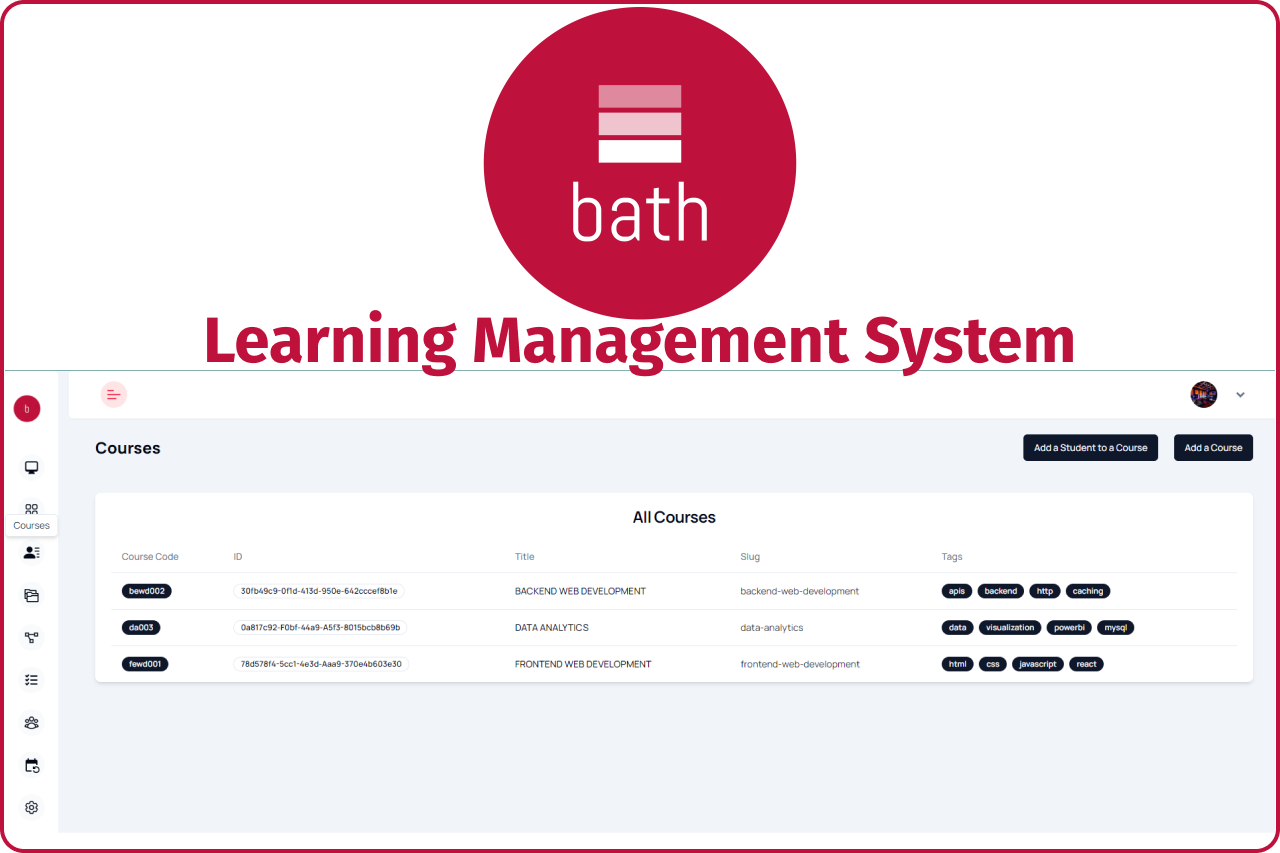 bath
Learning Management System
b
Courses
Add a Student to a Course
Add a Course
Courses
All Courses
Course Code ID Title Slug Tags
bewd002 30fb49c9-0f1d-413d-950e-642cccef8b1e BACKEND WEB DEVELOPMENT backend-web-development apis backend http caching
da003 0a817c92-F0bf-44a9-A5f3-8015bcb8b69b DATA ANALYTICS data-analytics data visualization powerbi mysql
fewd001 78d578f4-5cc1-4e3d-Aaa9-370e4b603e30 FRONTEND WEB DEVELOPMENT frontend-web-development html css javascript react